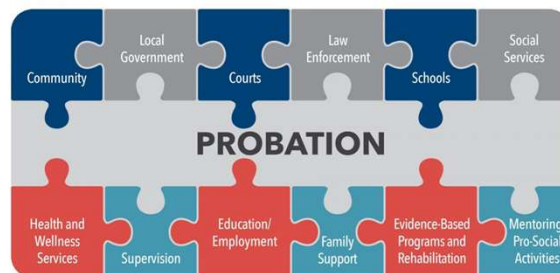 Community
Local
Government
Courts
Law
Enforcement
Schools
Social
Services
PROBATION
Health and
Wellness
Services
Supervision
Education/
Employment
Family
Support
Evidence-Based
Programs and
Rehabilitation
Mentoring
Pro-Social
Activities